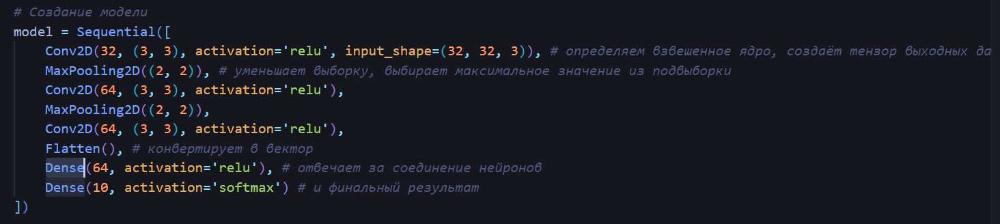 # Создание модели
model = Sequential([
    Conv2D(32, (3, 3), activation='relu', input_shape=(32, 32, 3)), # определяем взвешенное ядро, создаёт тензор выходных да
    MaxPooling2D((2, 2)), # уменьшает выборку, выбирает максимальное значение из подвыборки
    Conv2D(64, (3, 3), activation='relu'),
    MaxPooling2D((2, 2)),
    Conv2D(64, (3, 3), activation='relu'),
    Flatten(), # конвертирует в вектор
    Dense(64, activation='relu'), # отвечает за соединение нейронов
    Dense(10, activation='softmax') # и финальный результат
])